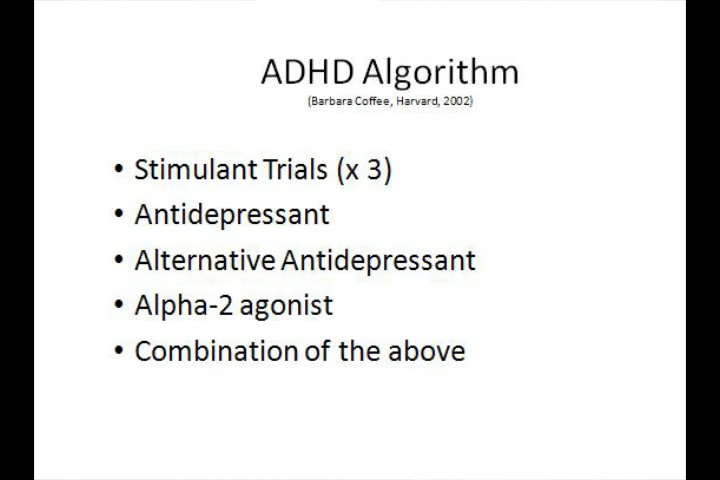 ADHD Algorithm
(Barbara Coffee, Harvard, 2002)
• Stimulant Trials (x 3)
• Antidepressant
• Alternative Antidepressant
• Alpha-2 agonist
• Combination of the above